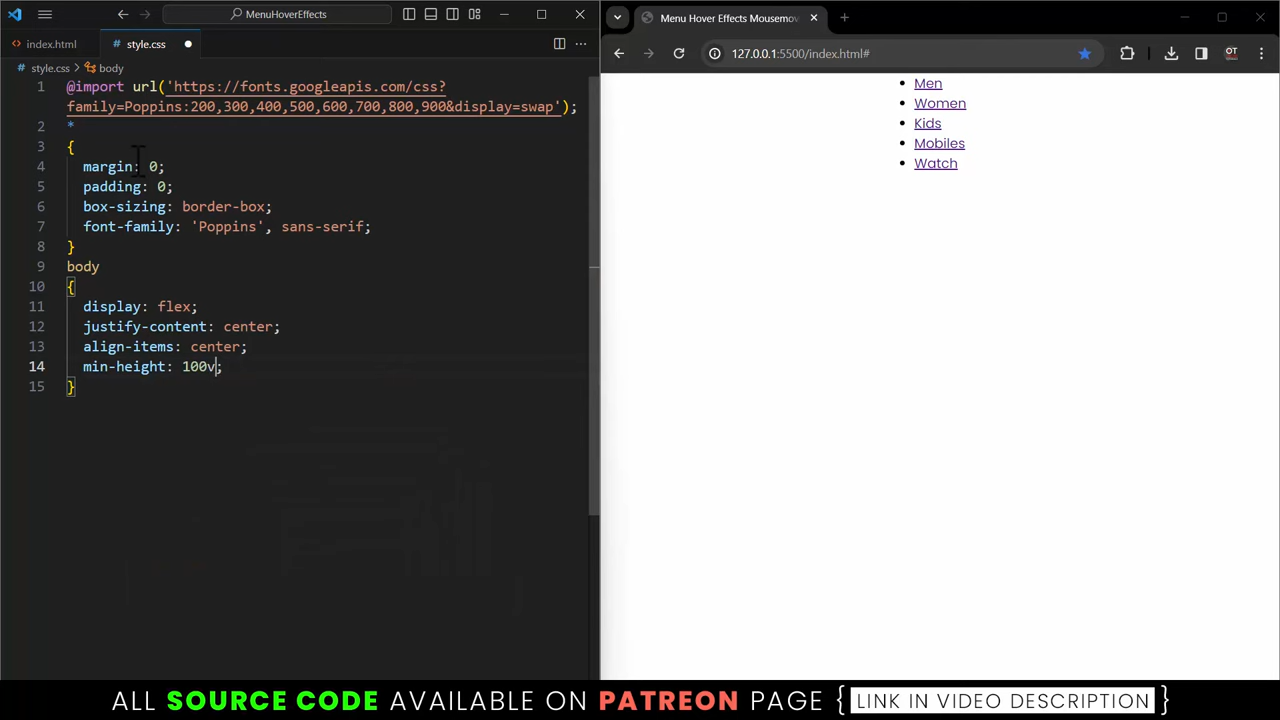 MenuHoverEffects
index.html
# style.css
# style.css > body
1 @import url('https://fonts.googleapis.com/css?
family=Poppins:200,300,400,500,600,700,800,900&display=swap');
2 *
3 {
4 margin: 0;
5 padding: 0;
6 box-sizing: border-box;
7 font-family: 'Poppins', sans-serif;
8 }
9 body
10 {
11 display: flex;
12 justify-content: center;
13 align-items: center;
14 min-height: 100v;
15 }
Menu Hover Effects Mousemov
127.0.0.1:5500/index.html#
Men
Women
Kids
Mobiles
Watch
ALL SOURCE CODE AVAILABLE ON PATREON PAGE { LINK IN VIDEO DESCRIPTION }